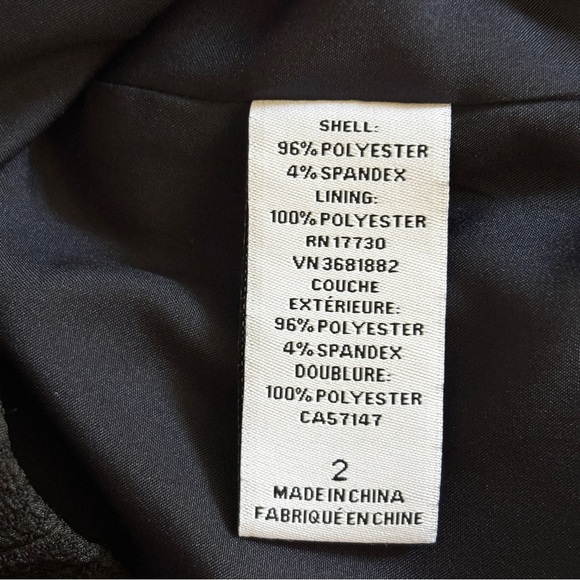 SHELL:
96% POLYESTER
4% SPANDEX
LINING:
100% POLYESTER
RN 17730
VN 3681882
COUCHE
EXTÉRIEURE:
96% POLYESTER
4% SPANDEX
DOUBLURE:
100% POLYESTER
CA57147
2
MADE IN CHINA
FABRIQUÉ EN CHINE